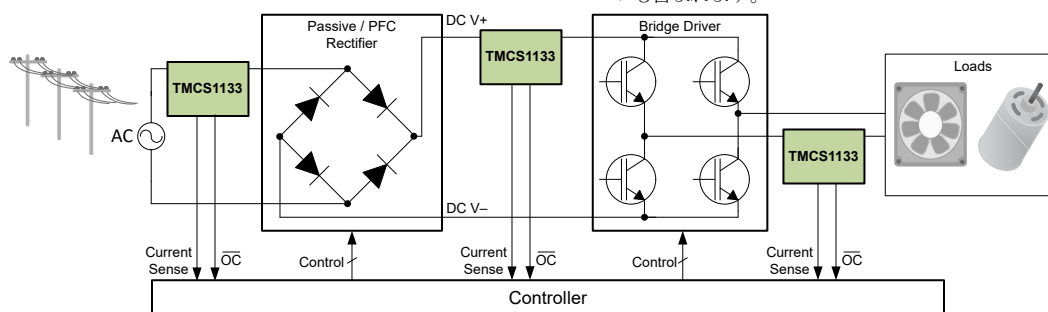 DC V+
Passive / PFC
Rectifier
TMCS1133
Bridge Driver
TMCS1133
Loads
AC
TMCS1133
DC V–
Current
Sense
OC
Control
Current
Sense
OC
Control
Current
Sense
OC
Controller